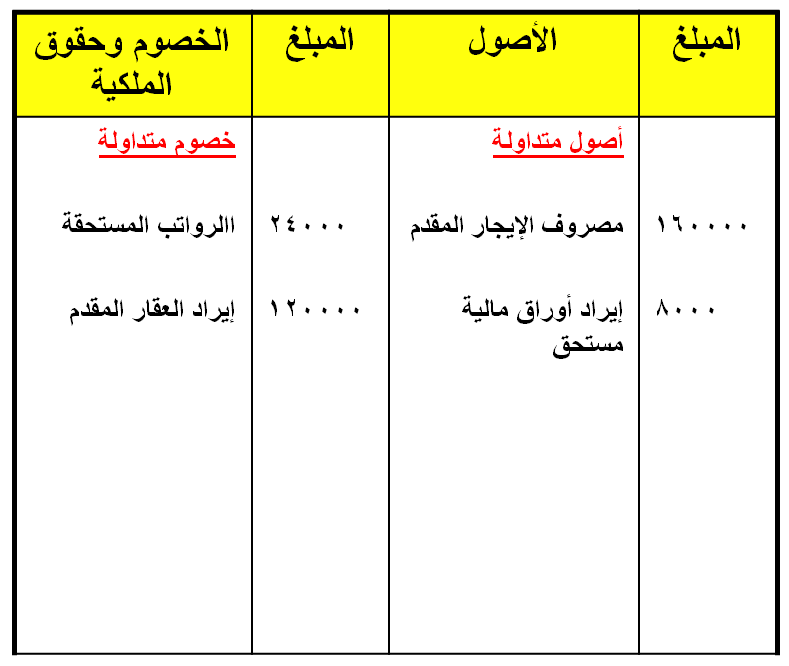 المبلغ الأصول المبلغ الخصوم وحقوق
الملكية
أصول متداولة خصوم متداولة
١٦٠٠٠٠ مصروف الإيجار المقدم ٢٤٠٠٠ االرواتب المستحقة
٨٠٠٠ إيراد أوراق مالية ١٢٠٠٠٠ إيراد العقار المقدم
مستحق